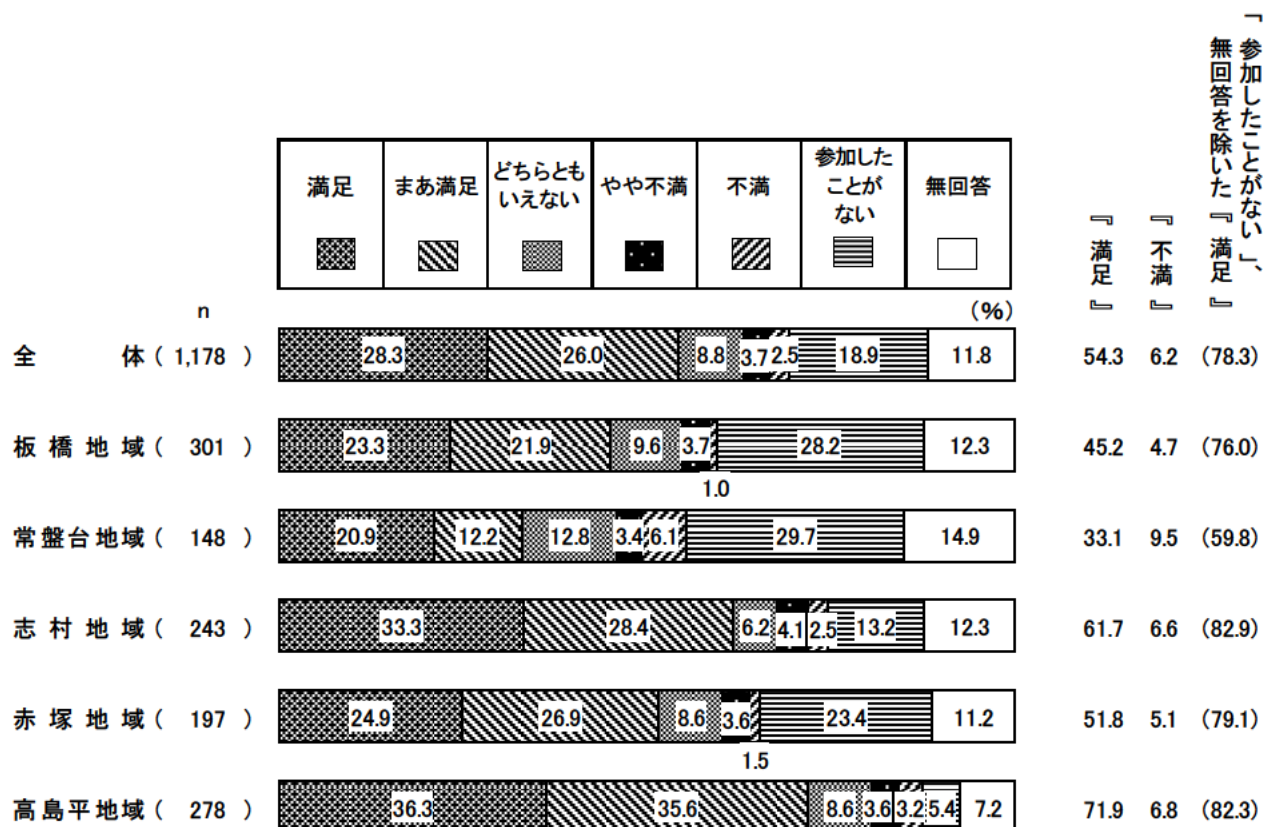 「参加したことがない」、
無回答を除いた『満足』
『満足』
『不満』
満足
まあ満足
どちらとも
いえない
やや不満
不満
参加した
ことが
ない
無回答
n
(%)
全体( 1,178 ) 28.3 26.0 8.8 3.7 2.5 18.9 11.8 54.3 6.2 (78.3)
板橋地域( 301 ) 23.3 21.9 9.6 3.7 28.2 12.3 45.2 4.7 (76.0)
1.0
常盤台地域( 148 ) 20.9 12.2 12.8 3.4 6.1 29.7 14.9 33.1 9.5 (59.8)
志村地域( 243 ) 33.3 28.4 6.2 4.1 2.5 13.2 12.3 61.7 6.6 (82.9)
赤塚地域( 197 ) 24.9 26.9 8.6 3.6 23.4 11.2 51.8 5.1 (79.1)
1.5
高島平地域( 278 ) 36.3 35.6 8.6 3.6 3.2 5.4 7.2 71.9 6.8 (82.3)